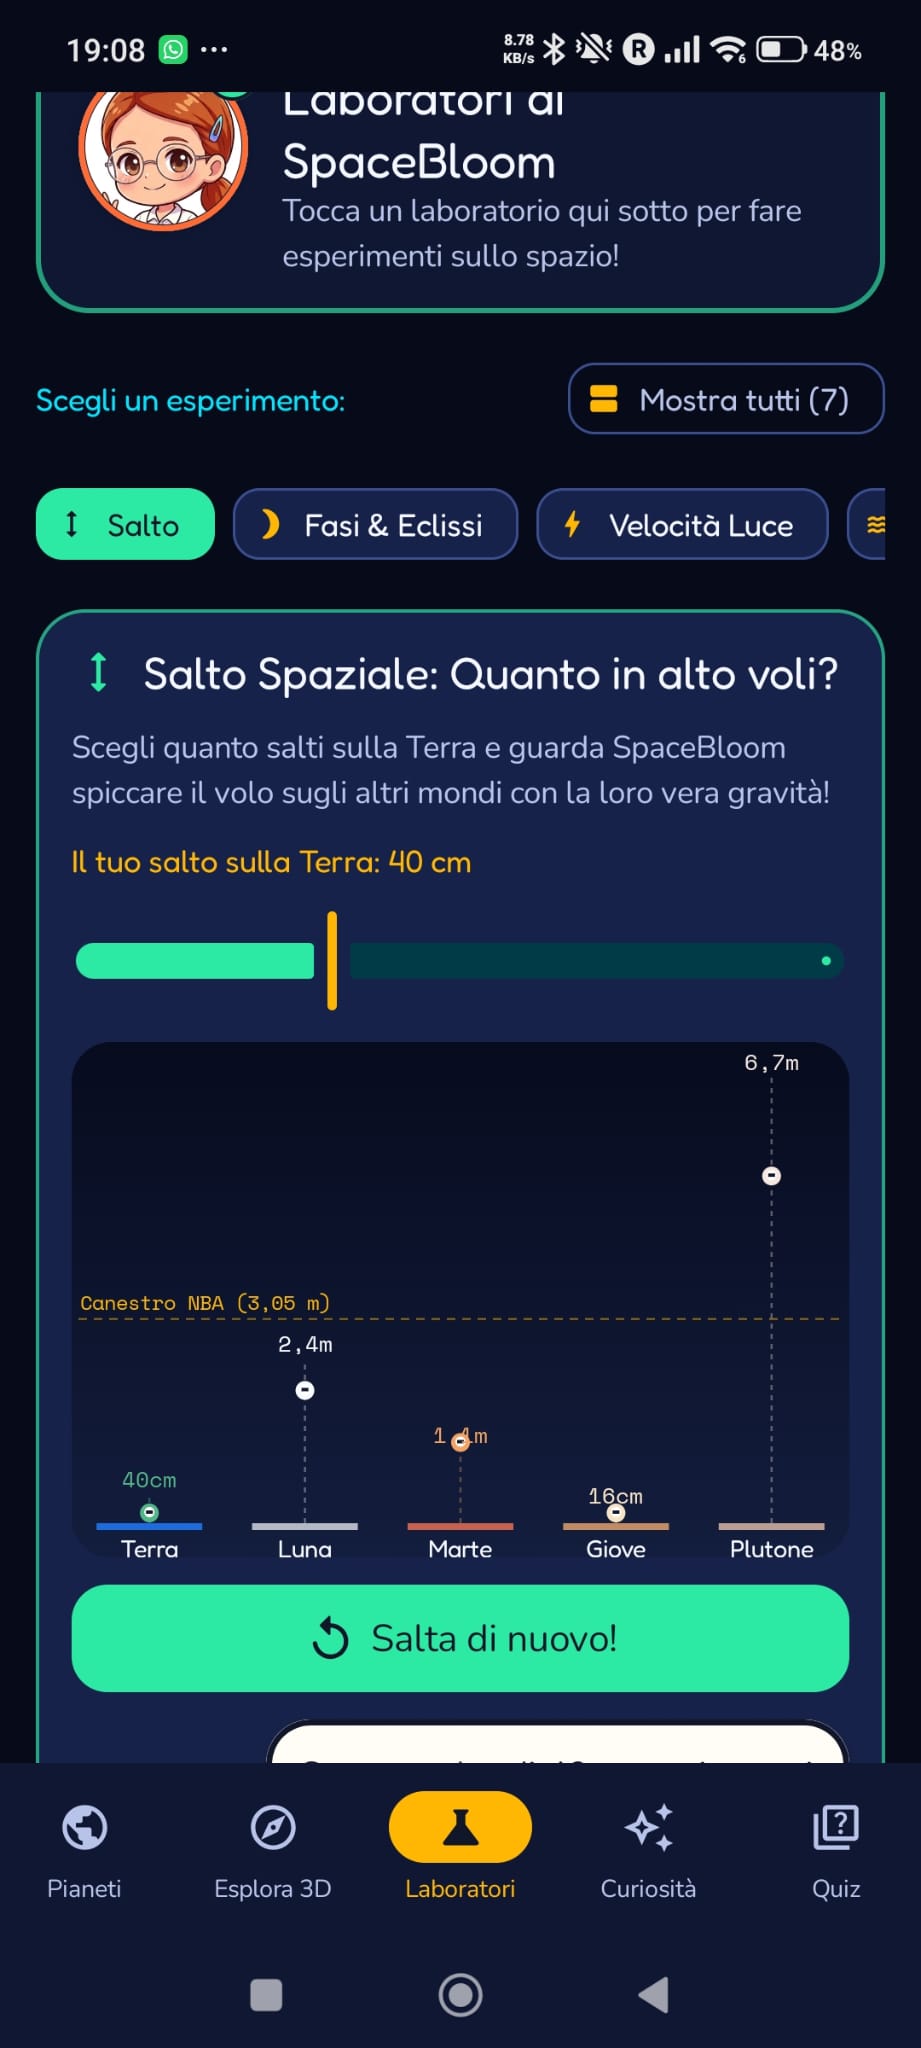 19:08
8.78
KB/s
R
6
48%
Laboratori di
SpaceBloom
Tocca un laboratorio qui sotto per fare
esperimenti sullo spazio!
Scegli un esperimento:
Mostra tutti (7)
Salto
Fasi & Eclissi
Velocità Luce
Salto Spaziale: Quanto in alto voli?
Scegli quanto salti sulla Terra e guarda SpaceBloom
spiccare il volo sugli altri mondi con la loro vera gravità!
Il tuo salto sulla Terra: 40 cm
6,7m
Canestro NBA (3,05 m)
2,4m
40cm
16cm
Terra
Luna
Marte
Giove
Plutone
Salta di nuovo!
Pianeti
Esplora 3D
Laboratori
Curiosità
Quiz